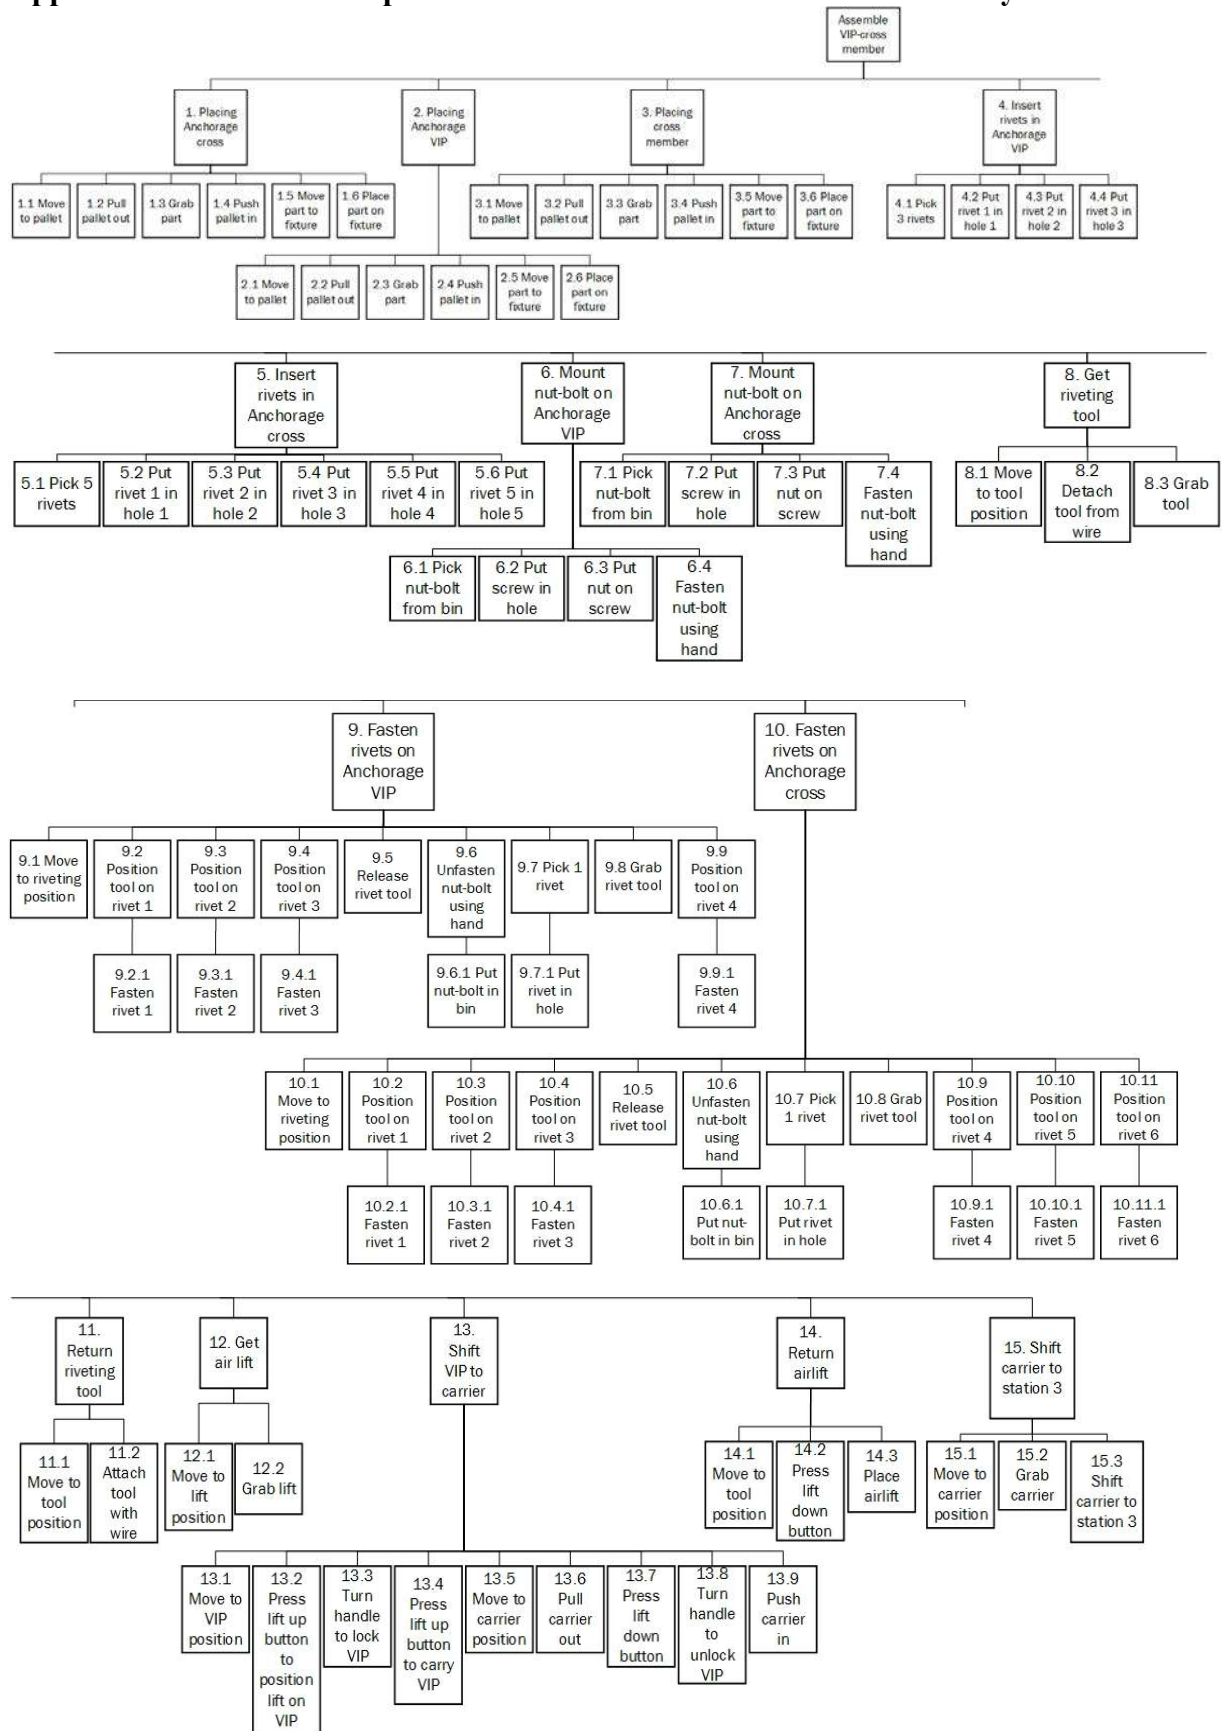 Assemble
VIP-cross
member
1. Placing
Anchorage
cross
2. Placing
Anchorage
VIP
3. Placing
cross
member
4. Insert
rivets in
Anchorage
VIP
1.1 Move
to pallet
1.2 Pull
pallet out
1.3 Grab
part
1.4 Push
pallet in
1.5 Move
part to
fixture
1.6 Place
part on
fixture
3.1 Move
to pallet
3.2 Pull
pallet out
3.3 Grab
part
3.4 Push
pallet in
3.5 Move
part to
fixture
3.6 Place
part on
fixture
4.1 Pick
3 rivets
4.2 Put
rivet 1 in
hole 1
4.3 Put
rivet 2 in
hole 2
4.4 Put
rivet 3 in
hole 3
2.1 Move
to pallet
2.2 Pull
pallet out
2.3 Grab
part
2.4 Push
pallet in
2.5 Move
part to
fixture
2.6 Place
part on
fixture
5. Insert
rivets in
Anchorage
cross
6. Mount
nut-bolt on
Anchorage
VIP
7. Mount
nut-bolt on
Anchorage
cross
8. Get
riveting
tool
5.1 Pick 5
rivets
5.2 Put
rivet 1 in
hole 1
5.3 Put
rivet 2 in
hole 2
5.4 Put
rivet 3 in
hole 3
5.5 Put
rivet 4 in
hole 4
5.6 Put
rivet 5 in
hole 5
7.1 Pick
nut-bolt
from bin
7.2 Put
screw in
hole
7.3 Put
nut on
screw
7.4
Fasten
nut-bolt
using
hand
8.1 Move
to tool
position
8.2
Detach
tool from
wire
8.3 Grab
tool
6.1 Pick
nut-bolt
from bin
6.2 Put
screw in
hole
6.3 Put
nut on
screw
6.4
Fasten
nut-bolt
using
hand
9. Fasten
rivets on
Anchorage
VIP
10. Fasten
rivets on
Anchorage
cross
9.1 Move
to riveting
position
9.2
Position
tool on
rivet 1
9.3
Position
tool on
rivet 2
9.4
Position
tool on
rivet 3
9.5
Release
rivet tool
9.6
Unfasten
nut-bolt
using
hand
9.7 Pick 1
rivet
9.8 Grab
rivet tool
9.9
Position
tool on
rivet 4
9.2.1
Fasten
rivet 1
9.3.1
Fasten
rivet 2
9.4.1
Fasten
rivet 3
9.6.1 Put
nut-bolt in
bin
9.7.1 Put
rivet in
hole
9.9.1
Fasten
rivet 4
10.1
Move to
riveting
position
10.2
Position
tool on
rivet 1
10.3
Position
tool on
rivet 2
10.4
Position
tool on
rivet 3
10.5
Release
rivet tool
10.6
Unfasten
nut-bolt
using
hand
10.7 Pick
1 rivet
10.8 Grab
rivet tool
10.9
Position
tool on
rivet 4
10.10
Position
tool on
rivet 5
10.11
Position
tool on
rivet 6
10.2.1
Fasten
rivet 1
10.3.1
Fasten
rivet 2
10.4.1
Fasten
rivet 3
10.6.1
Put nut-
bolt in bin
10.7.1
Put rivet
in hole
10.9.1
Fasten
rivet 4
10.10.1
Fasten
rivet 5
10.11.1
Fasten
rivet 6
11.
Return
riveting
tool
12. Get
air lift
13.
Shift
VIP to
carrier
14.
Return
airlift
15. Shift
carrier to
station 3
11.1
Move to
tool
position
11.2
Attach
tool
with
wire
12.1
Move to
lift
position
12.2
Grab lift
14.1
Move to
tool
position
14.2
Press
lift
down
button
14.3
Place
airlift
15.1
Move to
carrier
position
15.2
Grab
carrier
15.3
Shift
carrier to
station 3
13.1
Move to
VIP
position
13.2
Press
lift up
button
to
position
lift on
VIP
13.3
Turn
handle
to lock
VIP
13.4
Press
lift up
button
to carry
VIP
13.5
Move to
carrier
position
13.6
Pull
carrier
out
13.7
Press
lift
down
button
13.8
Turn
handle
to
unlock
VIP
13.9
Push
carrier
in